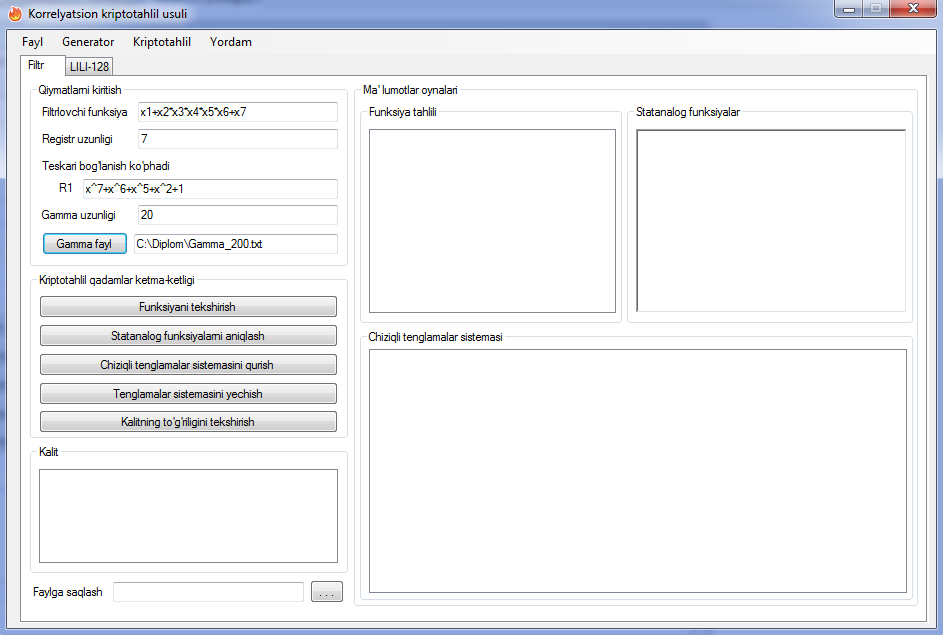 Korrelyatsion kriptotahlil usuli
Fayl Generator Kriptotahlil Yordam
Filtr LILI-128
Qiymatlarni kiritish
Filtrlovchi funksiya x1+x2*x3*x4*x5*x6+x7
Registr uzunligi 7
Teskari bog'lanish ko'phadi
R1 x^7+x^6+x^5+x^2+1
Gamma uzunligi 20
Gamma fayl C:\Diplom\Gamma_200.txt
Kriptotahlil qadamlar ketma-ketligi
Funksiyani tekshirish
Statanalog funksiyalarni aniqlash
Chiziqli tenglamalar sistemasini qurish
Tenglamalar sistemasini yechish
Kalitning to'g'riligini tekshirish
Kalit
Faylga saqlash ...
Ma'lumotlar oynalari
Funksiya tahlili
Statanalog funksiyalar
Chiziqli tenglamalar sistemasi